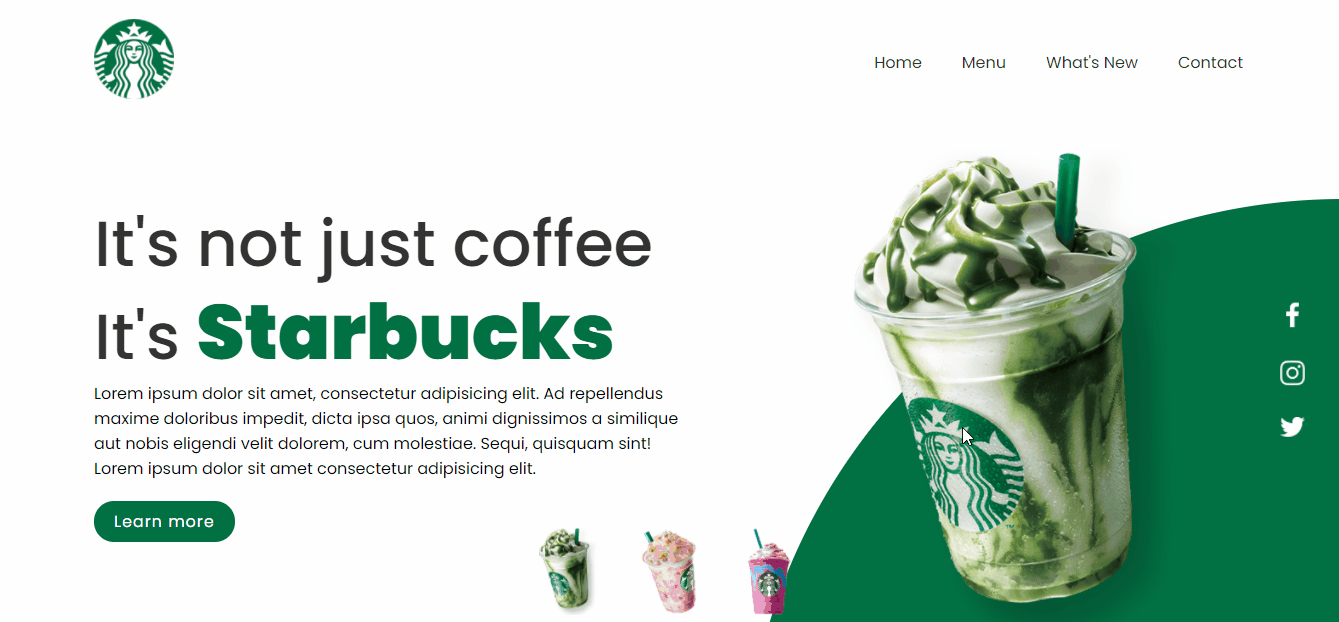 Home Menu What's New Contact
It's not just coffee
It's Starbucks
Lorem ipsum dolor sit amet, consectetur adipisicing elit. Ad repellendus
maxime doloribus impedit, dicta ipsa quos, animi dignissimos a similique
aut nobis eligendi velit dolorem, cum molestiae. Sequi, quisquam sint!
Lorem ipsum dolor sit amet consectetur adipisicing elit.
Learn more